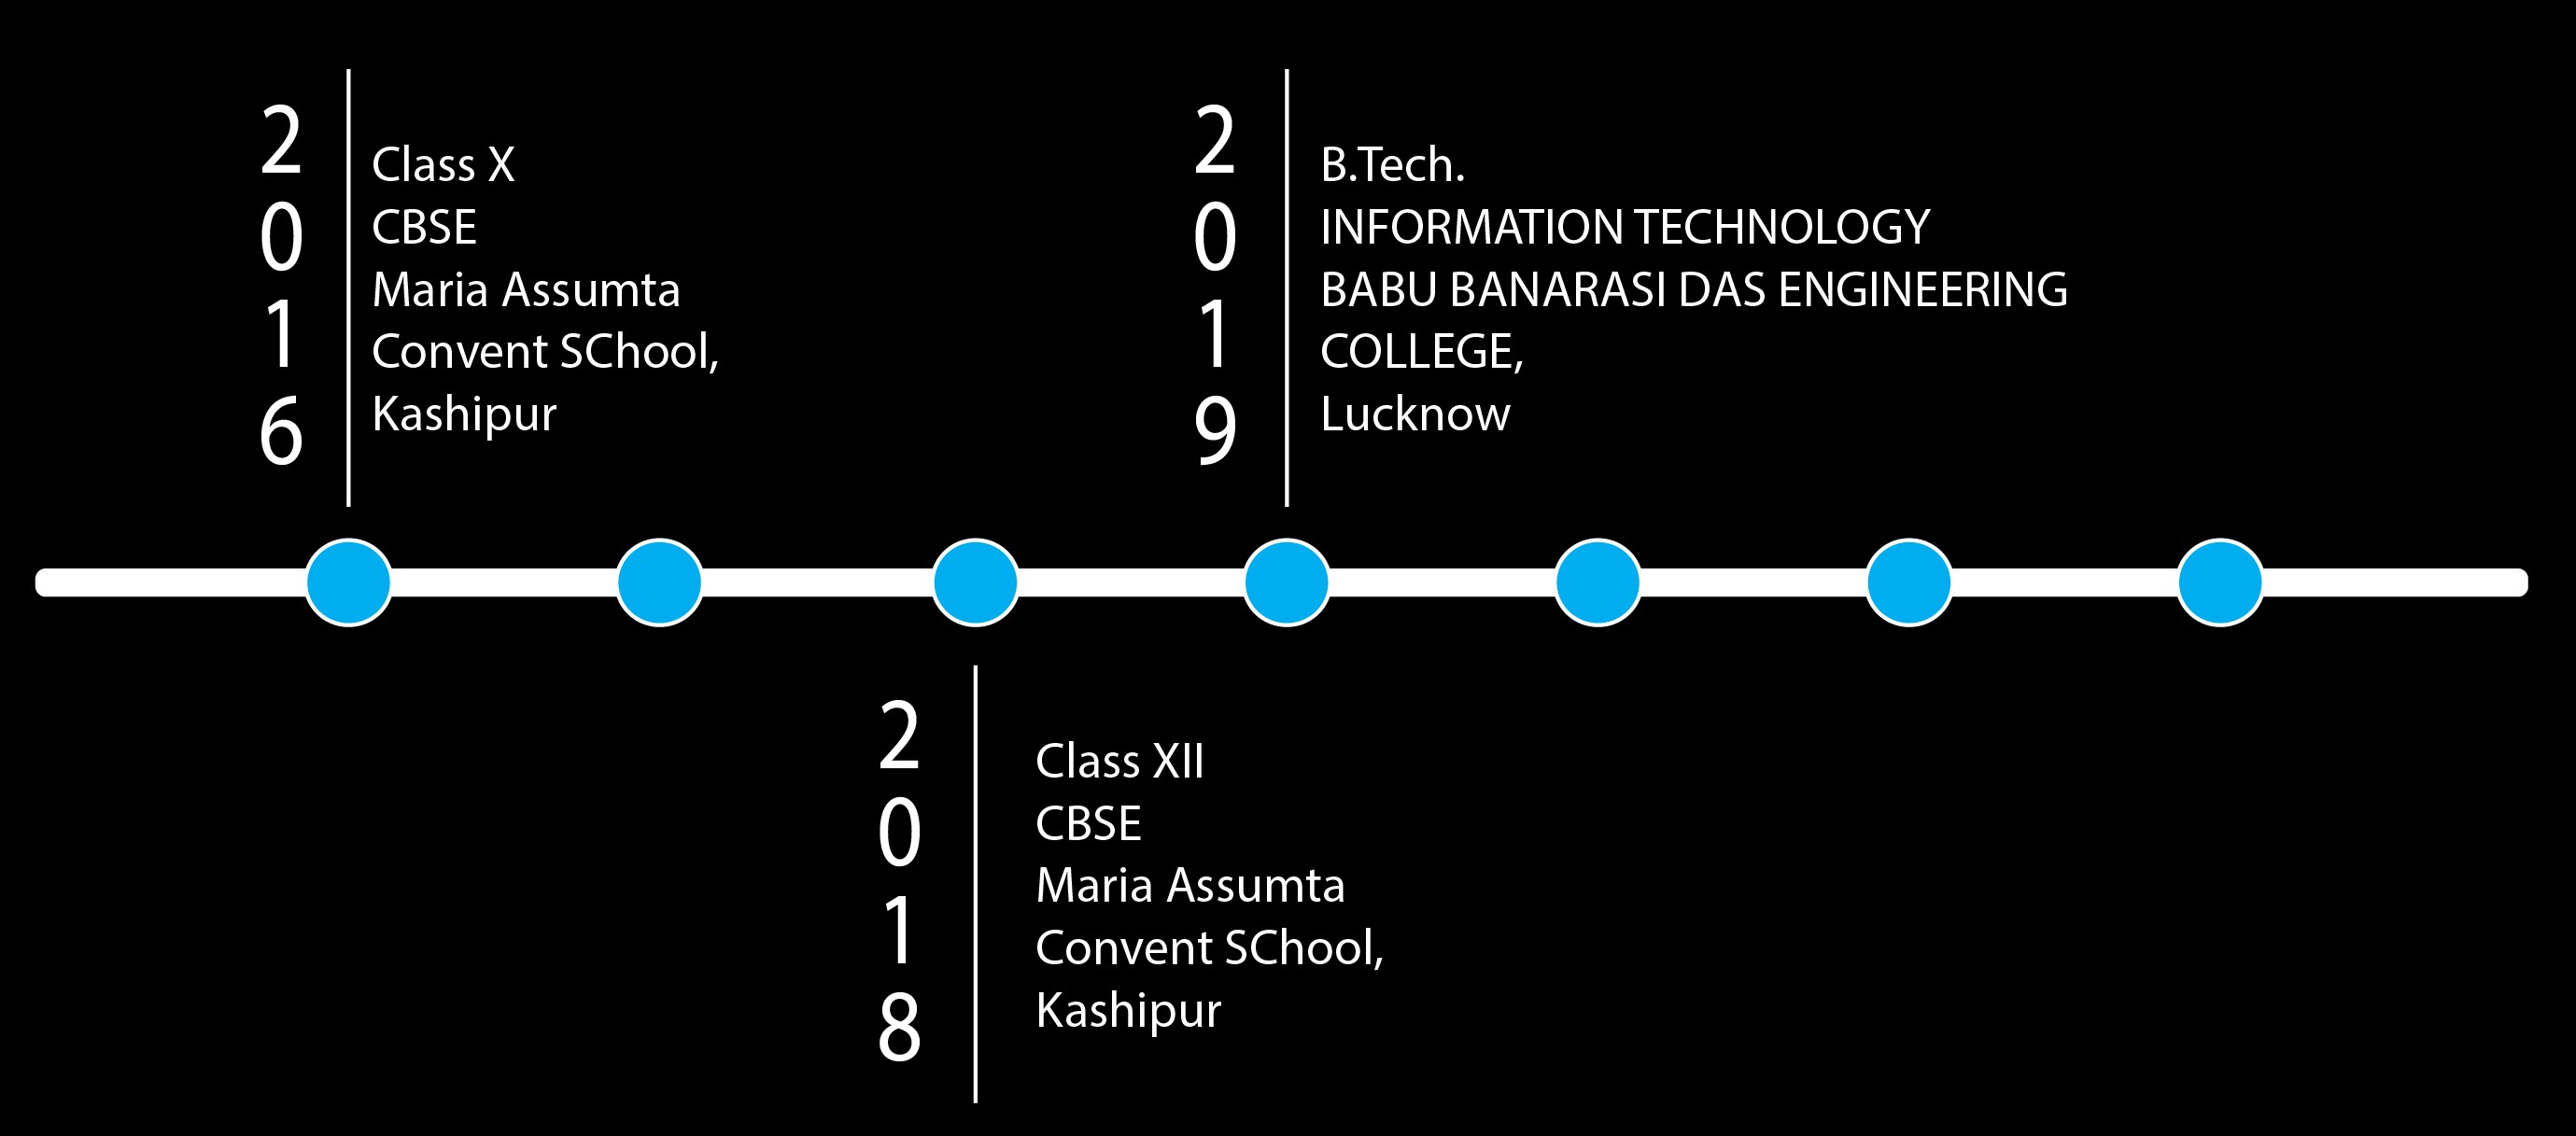 2016
Class X
CBSE
Maria Assumta
Convent SChool,
Kashipur
2019
B.Tech.
INFORMATION TECHNOLOGY
BABU BANARASI DAS ENGINEERING
COLLEGE,
Lucknow
2018
Class XII
CBSE
Maria Assumta
Convent SChool,
Kashipur